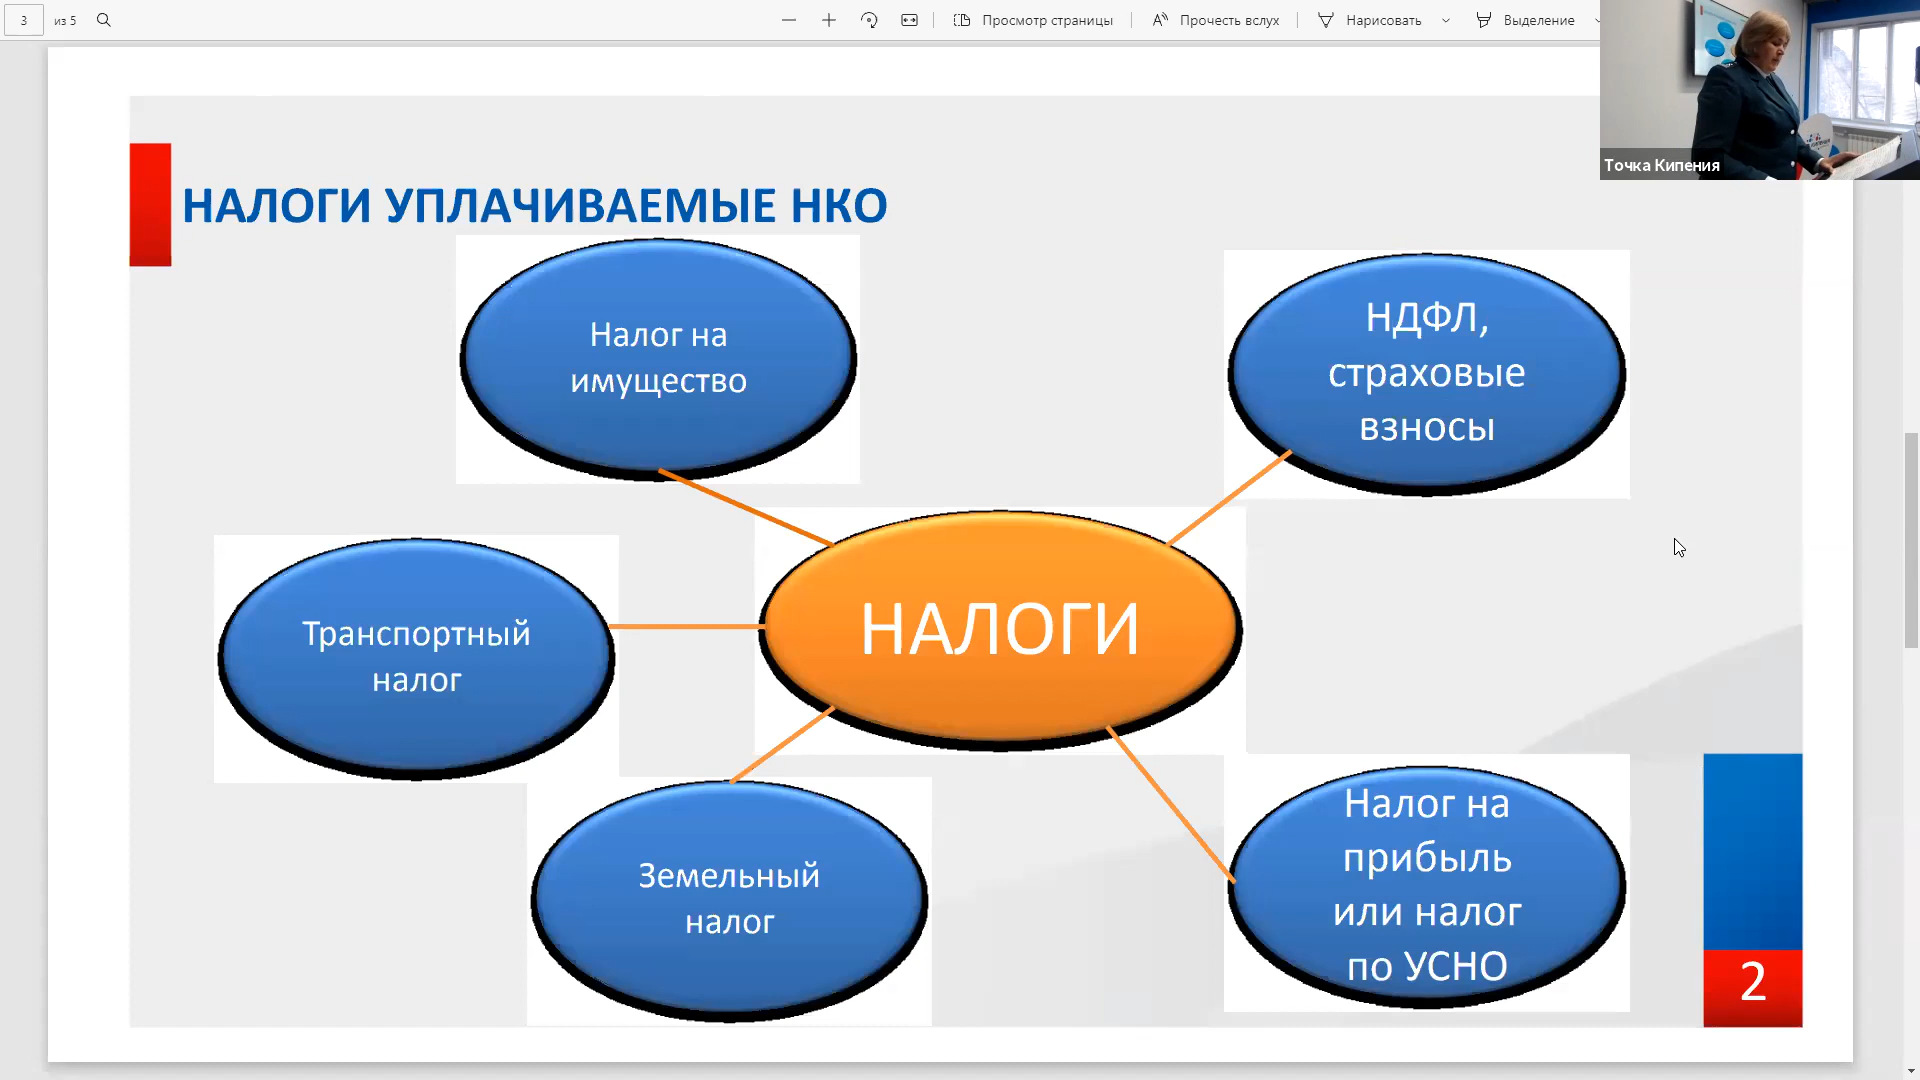 3
из 5
Просмотр страницы
Прочесть вслух
Нарисовать
Выделение
Точка Кипения
НАЛОГИ УПЛАЧИВАЕМЫЕ НКО
Налог на
имущество
НДФЛ,
страховые
взносы
НАЛОГИ
Транспортный
налог
Земельный
налог
Налог на
прибыль
или налог
по УСНО
2